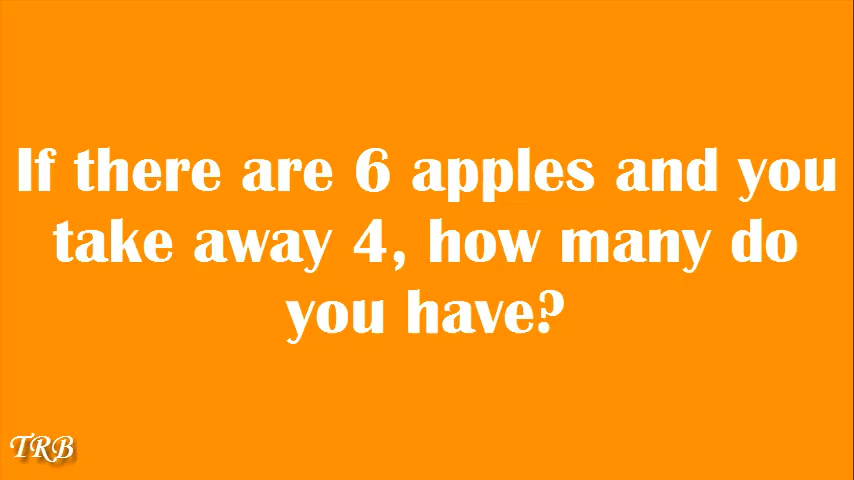 If there are 6 apples and you
take away 4, how many do
you have?
TRB